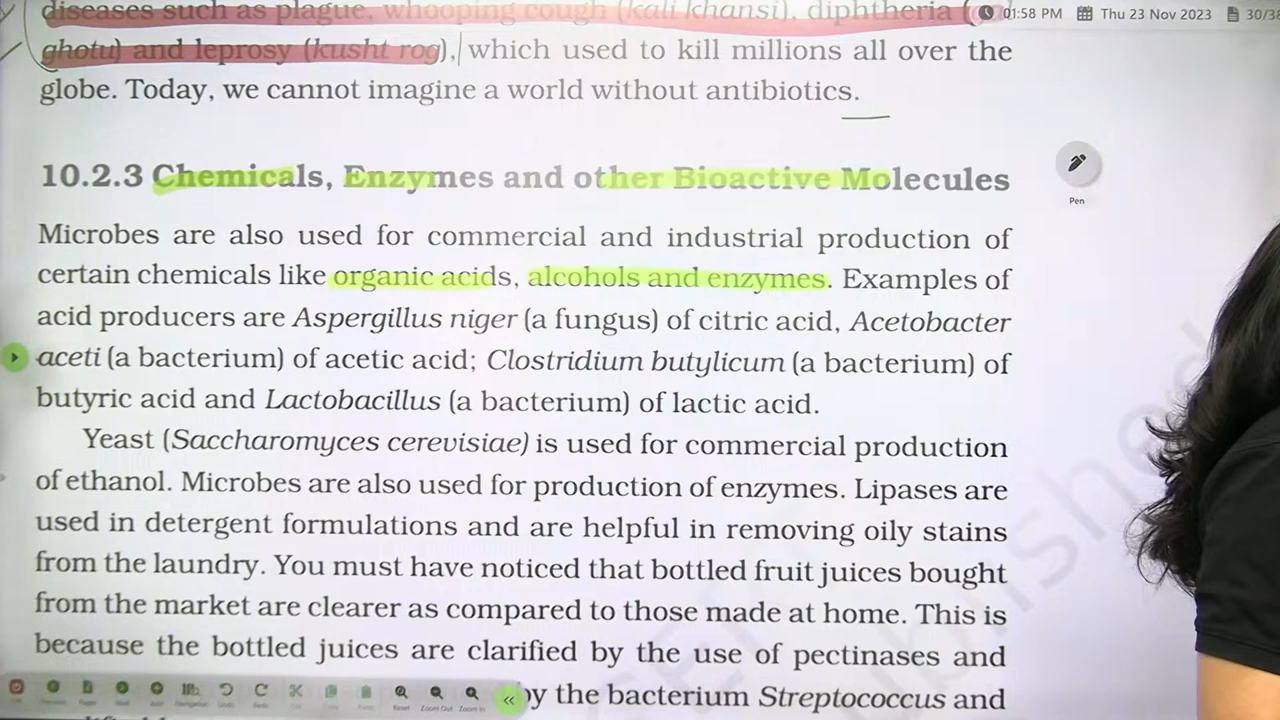 diseases such as plague, whooping cough (kali khansi), diphtheria (
01:58 PM Thu 23 Nov 2023 30/38
ghotu) and leprosy (kusht rog), which used to kill millions all over the
globe. Today, we cannot imagine a world without antibiotics.
10.2.3 Chemicals, Enzymes and other Bioactive Molecules
Pen
Microbes are also used for commercial and industrial production of
certain chemicals like organic acids, alcohols and enzymes. Examples of
acid producers are Aspergillus niger (a fungus) of citric acid, Acetobacter
aceti (a bacterium) of acetic acid; Clostridium butylicum (a bacterium) of
butyric acid and Lactobacillus (a bacterium) of lactic acid.
Yeast (Saccharomyces cerevisiae) is used for commercial production
of ethanol. Microbes are also used for production of enzymes. Lipases are
used in detergent formulations and are helpful in removing oily stains
from the laundry. You must have noticed that bottled fruit juices bought
from the market are clearer as compared to those made at home. This is
because the bottled juices are clarified by the use of pectinases and
by the bacterium Streptococcus and
Reset Zoom Out Zoom In